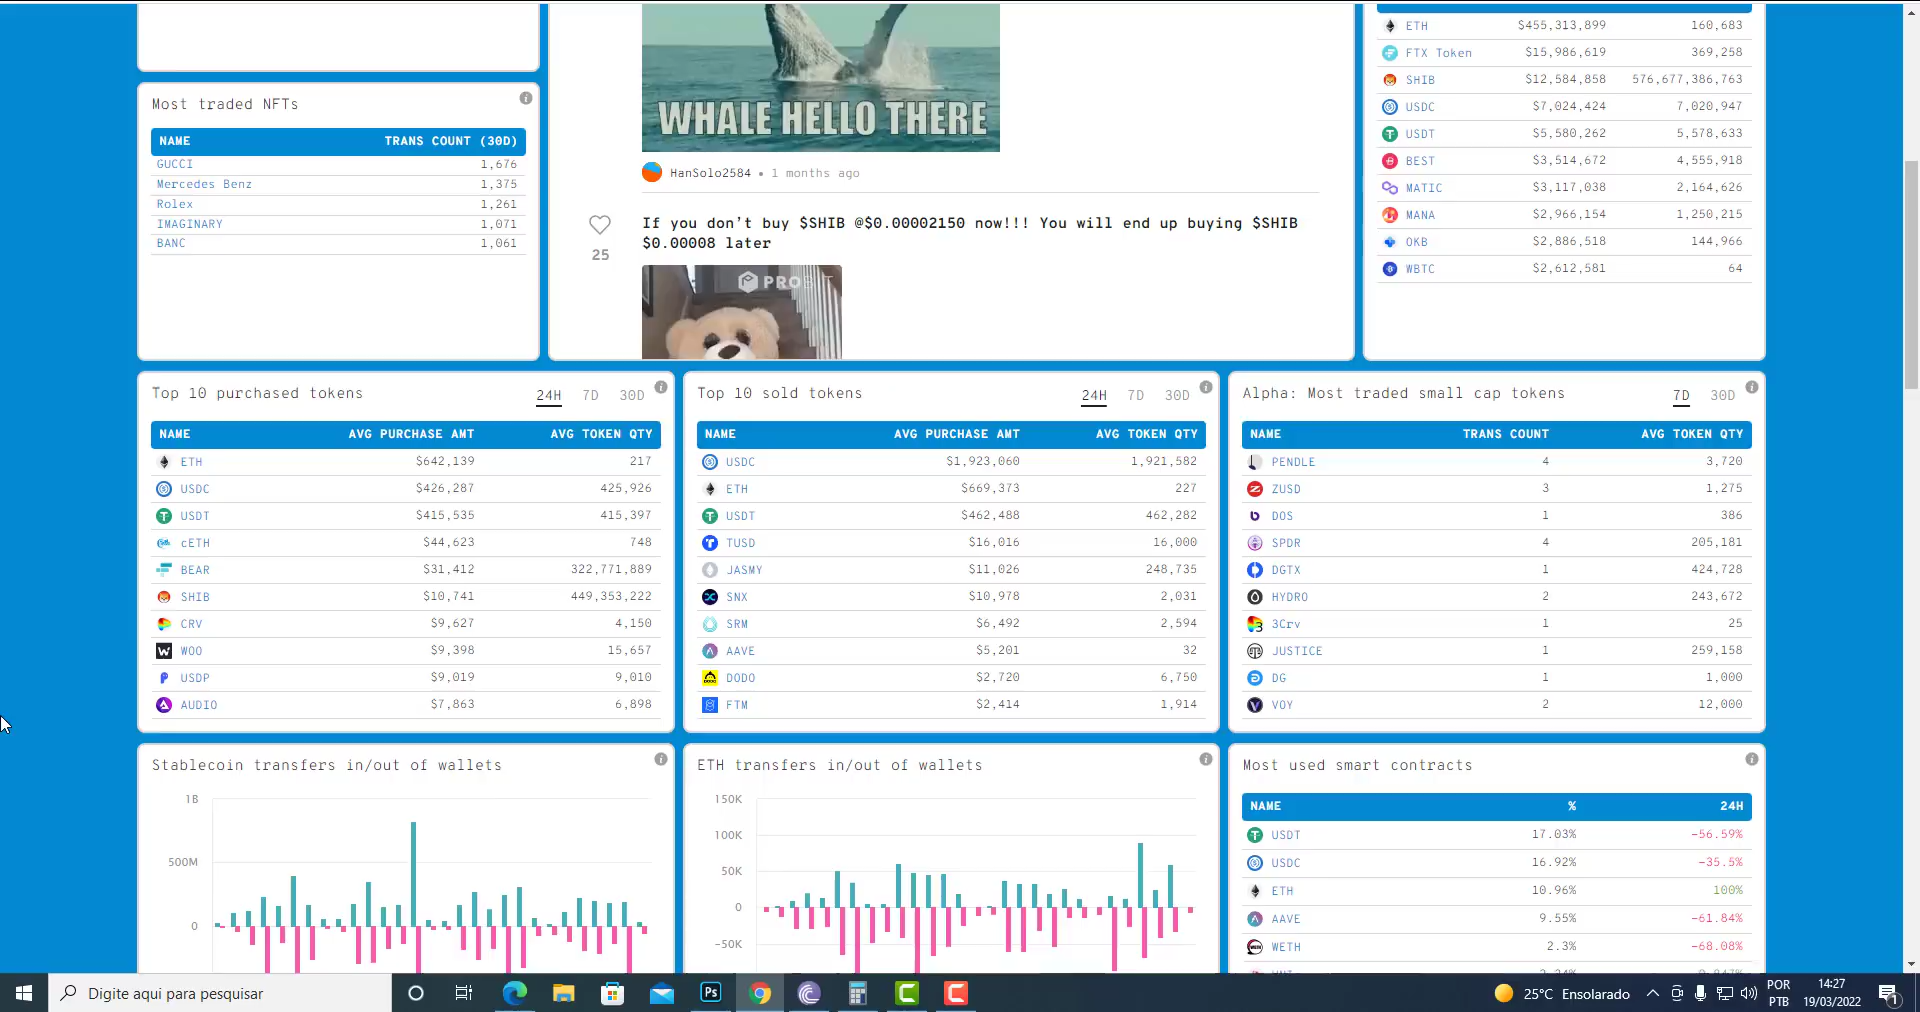 WHALE HELLO THERE
HanSolo2584 • 1 months ago
25
If you don’t buy $SHIB @$0.00002150 now!!! You will end up buying $SHIB
$0.00008 later
PROBIT
Most traded NFTs
NAME TRANS COUNT (30D)
GUCCI 1,676
Mercedes Benz 1,375
Rolex 1,261
IMAGINARY 1,071
BANC 1,061
ETH $455,313,899 160,683
FTX Token $15,986,619 369,258
SHIB $12,584,858 576,677,386,763
USDC $7,024,424 7,020,947
USDT $5,580,262 5,578,633
BEST $3,514,672 4,555,918
MATIC $3,117,038 2,164,626
MANA $2,966,154 1,250,215
OKB $2,886,518 144,966
WBTC $2,612,581 64
Top 10 purchased tokens 24H 7D 30D
NAME AVG PURCHASE AMT AVG TOKEN QTY
ETH $642,139 217
USDC $426,287 425,926
USDT $415,535 415,397
cETH $44,623 748
BEAR $31,412 322,771,889
SHIB $10,741 449,353,222
CRV $9,627 4,150
WOO $9,398 15,657
USDP $9,019 9,010
AUDIO $7,863 6,898
Top 10 sold tokens 24H 7D 30D
NAME AVG PURCHASE AMT AVG TOKEN QTY
USDC $1,923,060 1,921,582
ETH $669,373 227
USDT $462,488 462,282
TUSD $16,016 16,000
JASMY $11,026 248,735
SNX $10,978 2,031
SRM $6,492 2,594
AAVE $5,201 32
DODO $2,720 6,750
FTM $2,414 1,914
Alpha: Most traded small cap tokens 7D 30D
NAME TRANS COUNT AVG TOKEN QTY
PENDLE 4 3,720
ZUSD 3 1,275
DOS 1 386
SPDR 4 205,181
DGTX 1 424,728
HYDRO 2 243,672
3Crv 1 25
JUSTICE 1 259,158
DG 1 1,000
VOY 2 12,000
Stablecoin transfers in/out of wallets
1B
500M
0
ETH transfers in/out of wallets
150K
100K
50K
0
-50K
Most used smart contracts
NAME % 24H
USDT 17.03% -56.59%
USDC 16.92% -35.5%
ETH 10.96% 100%
AAVE 9.55% -61.84%
WETH 2.3% -68.08%
Digite aqui para pesquisar
Ps
25°C Ensolarado
POR
PTB
14:27
19/03/2022
1